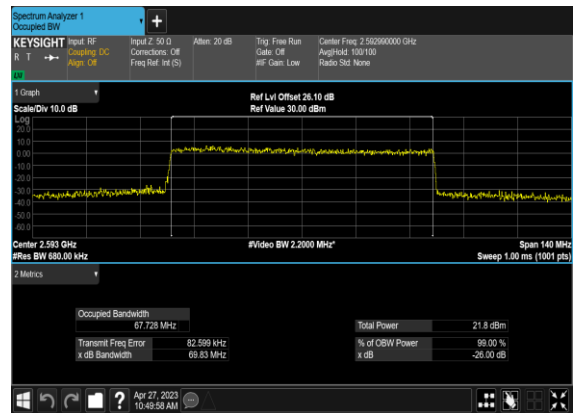 Spectrum Analyzer 1
Occupied BW
+
KEYSIGHT Input: RF Input Z: 50 Ω Atten: 20 dB Trig: Free Run Center Freq: 2.592990000 GHz
R T Coupling: DC Corrections: Off Gate: Off Avg|Hold: 100/100
Align: Off Freq Ref: Int (S) #IF Gain: Low Radio Std: None
LW
1 Graph
Ref Lvl Offset 26.10 dB
Scale/Div 10.0 dB Ref Value 30.00 dBm
Log
20.0
10.0
0.00
-10.0
-20.0
-30.0
-40.0
-50.0
-60.0
Center 2.593 GHz #Video BW 2.2000 MHz* Span 140 MHz
#Res BW 680.00 kHz Sweep 1.00 ms (1001 pts)
2 Metrics
Occupied Bandwidth
67.728 MHz Total Power 21.8 dBm
Transmit Freq Error 82.599 kHz % of OBW Power 99.00 %
x dB Bandwidth 69.83 MHz x dB -26.00 dB
? Apr 27, 2023
10:49:58 AM